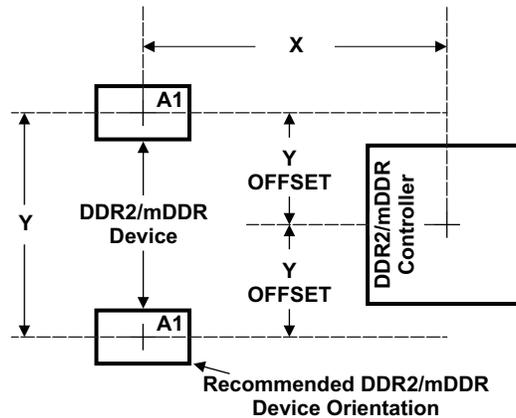 X
A1
Y
OFFSET
DDR2/mDDR
Controller
Y
DDR2/mDDR
Device
Y
OFFSET
A1
Recommended DDR2/mDDR
Device Orientation